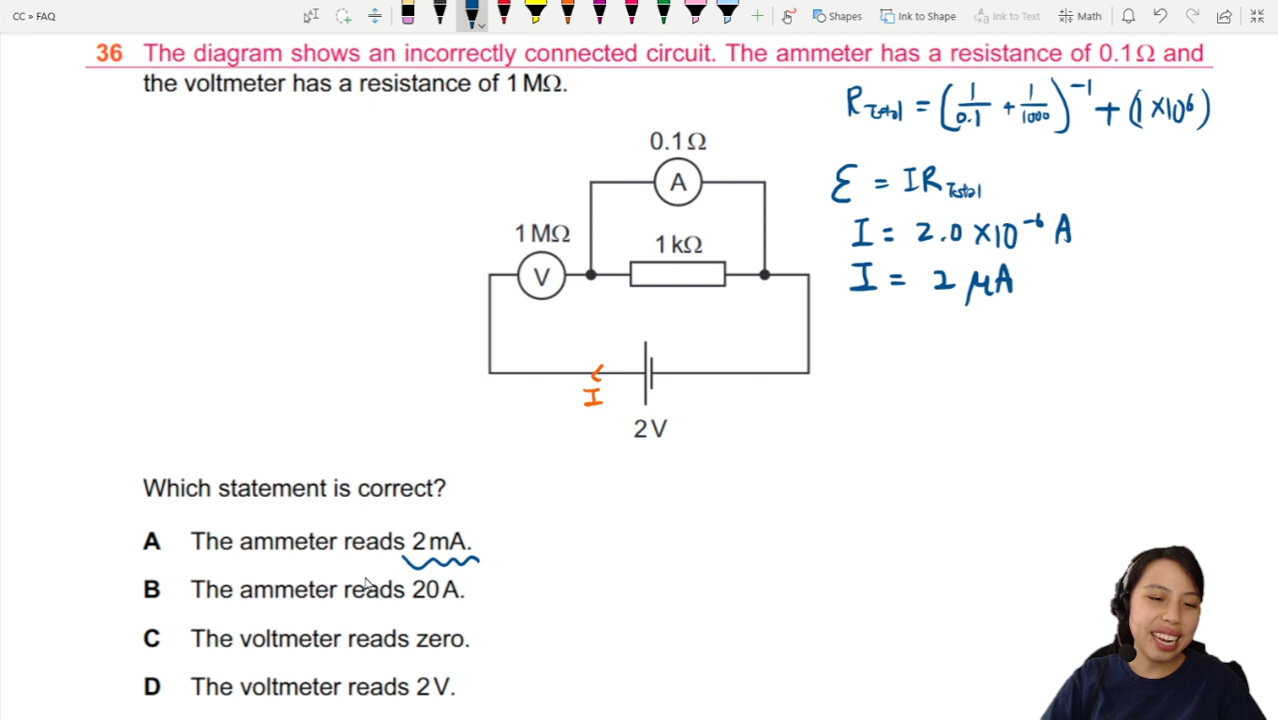 CC » FAQ
Shapes
Ink to Shape
Ink to Text
Math
36 The diagram shows an incorrectly connected circuit. The ammeter has a resistance of 0.1 Ω and
the voltmeter has a resistance of 1 MΩ.
R_Total = (1/0.1 + 1/1000)^-1 + (1 × 10^6)
0.1 Ω
A
Ɛ = IR_Total
I = 2.0 × 10^-6 A
1 MΩ
1 kΩ
V
I = 2 μA
I
2 V
Which statement is correct?
A The ammeter reads 2 mA.
B The ammeter reads 20 A.
C The voltmeter reads zero.
D The voltmeter reads 2 V.